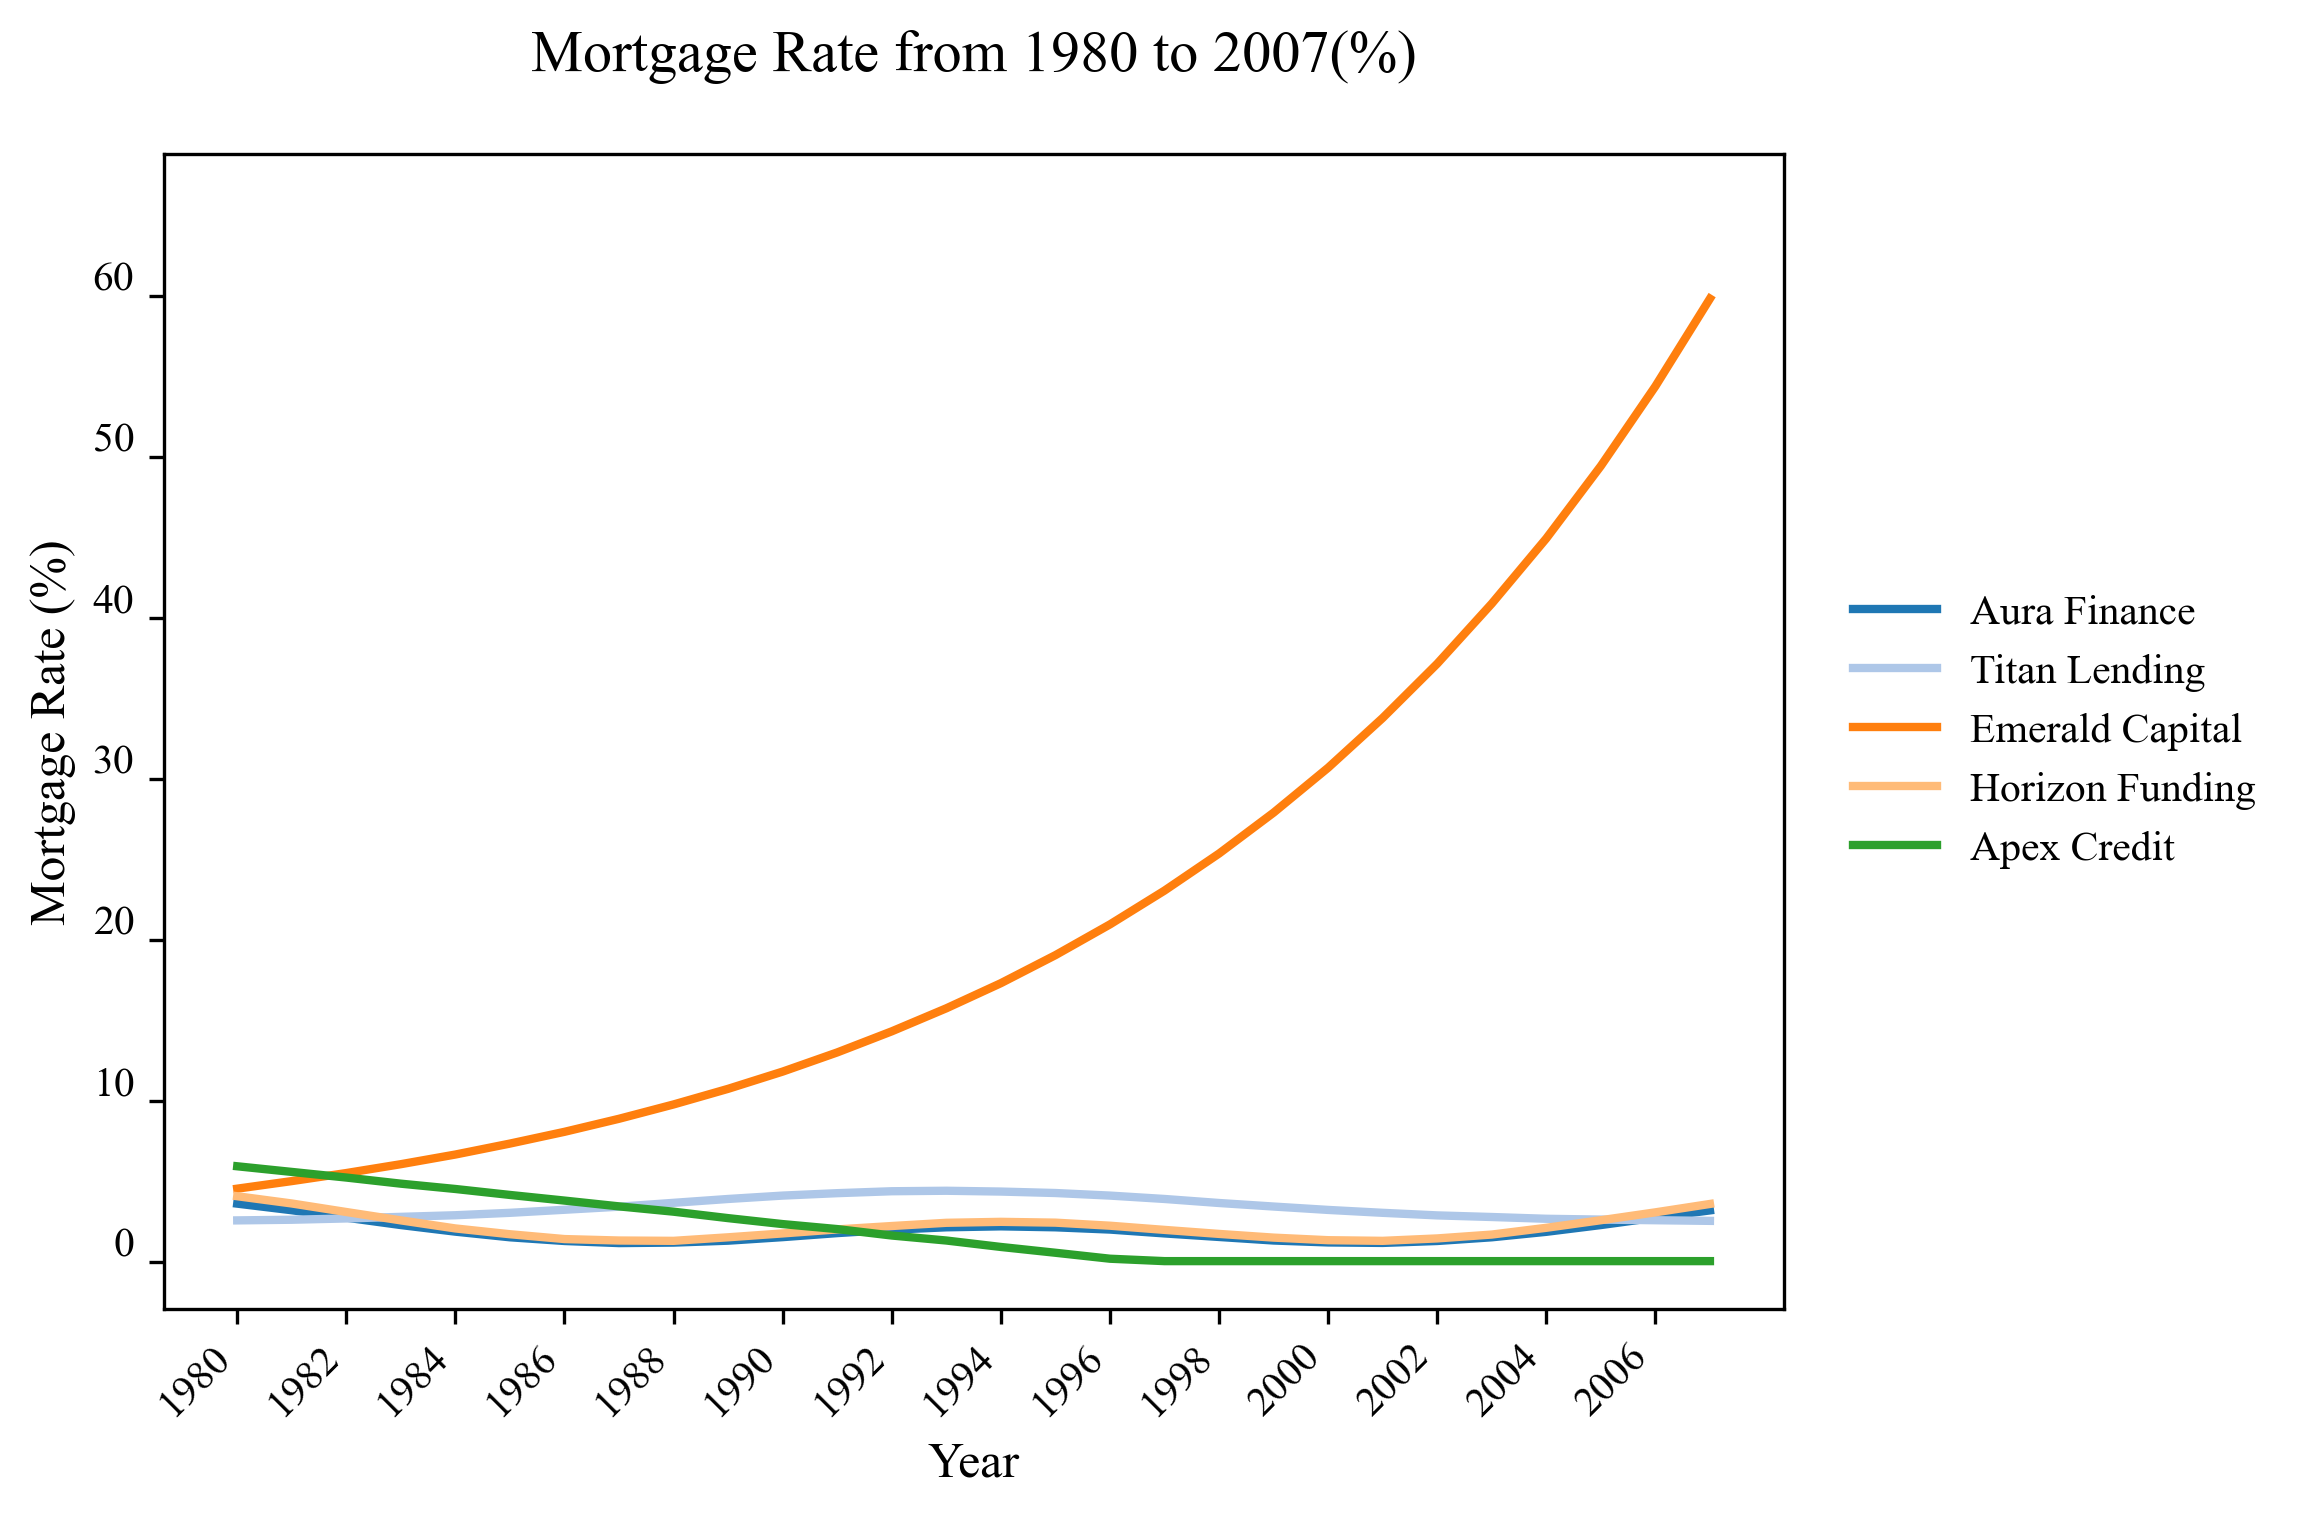 Mortgage Rate from 1980 to 2007(%)
Mortgage Rate (%)
60
50
40
30
20
10
0
1980
1982
1984
1986
1988
1990
1992
1994
1996
1998
2000
2002
2004
2006
Year
Aura Finance
Titan Lending
Emerald Capital
Horizon Funding
Apex Credit